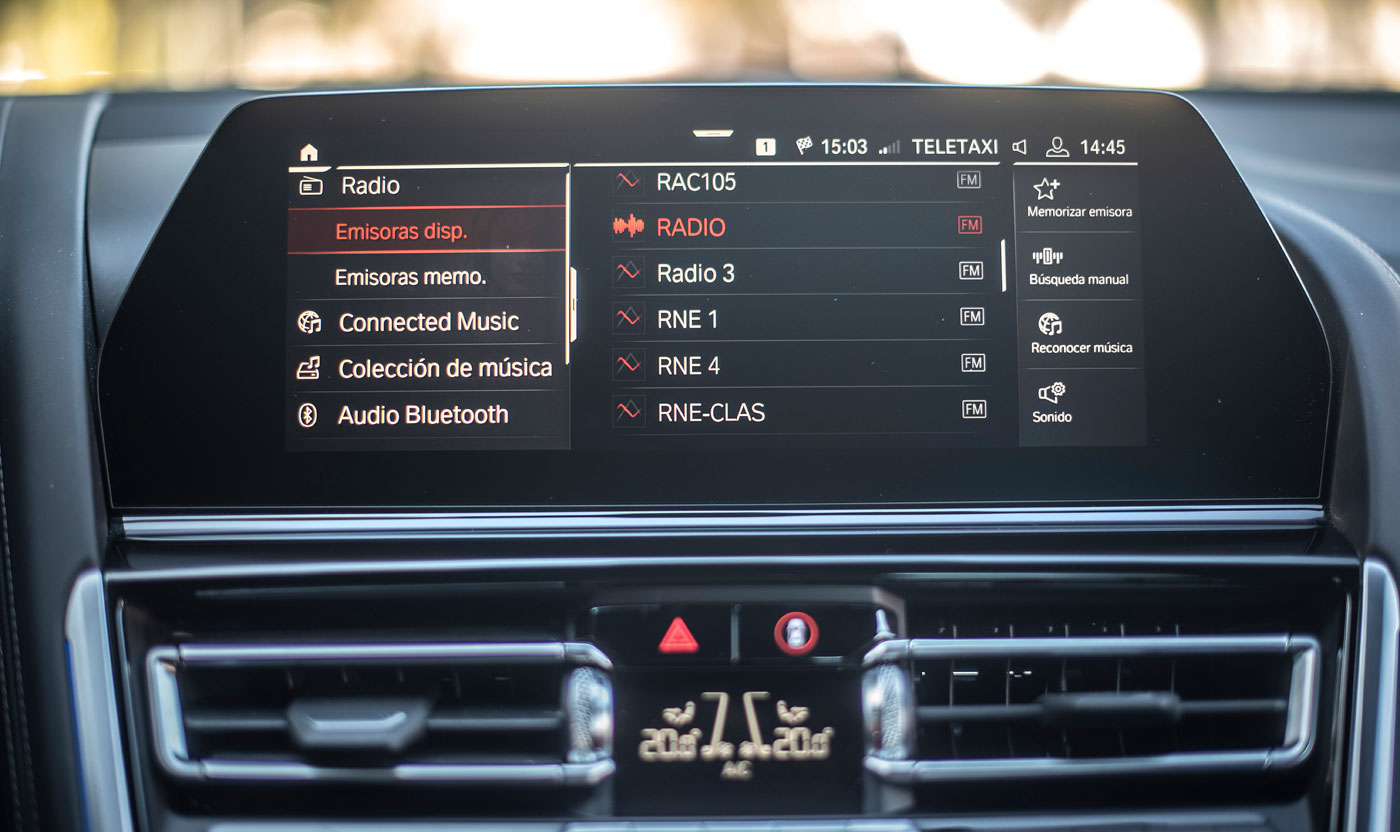 1 15:03 TELETAXI 14:45
Radio
Emisoras disp.
Emisoras memo.
Connected Music
Colección de música
Audio Bluetooth
RAC105 FM
RADIO FM
Radio 3 FM
RNE 1 FM
RNE 4 FM
RNE-CLAS FM
Memorizar emisora
Búsqueda manual
Reconocer música
Sonido
20.0° 20.0°
A/C